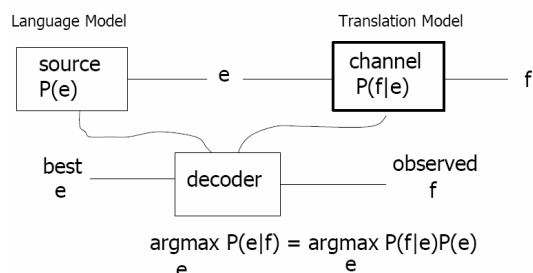 Language Model
Translation Model
source
P(e)
e
channel
P(f|e)
f
best
e
decoder
observed
f
argmax P(e|f) = argmax P(f|e)P(e)
e e